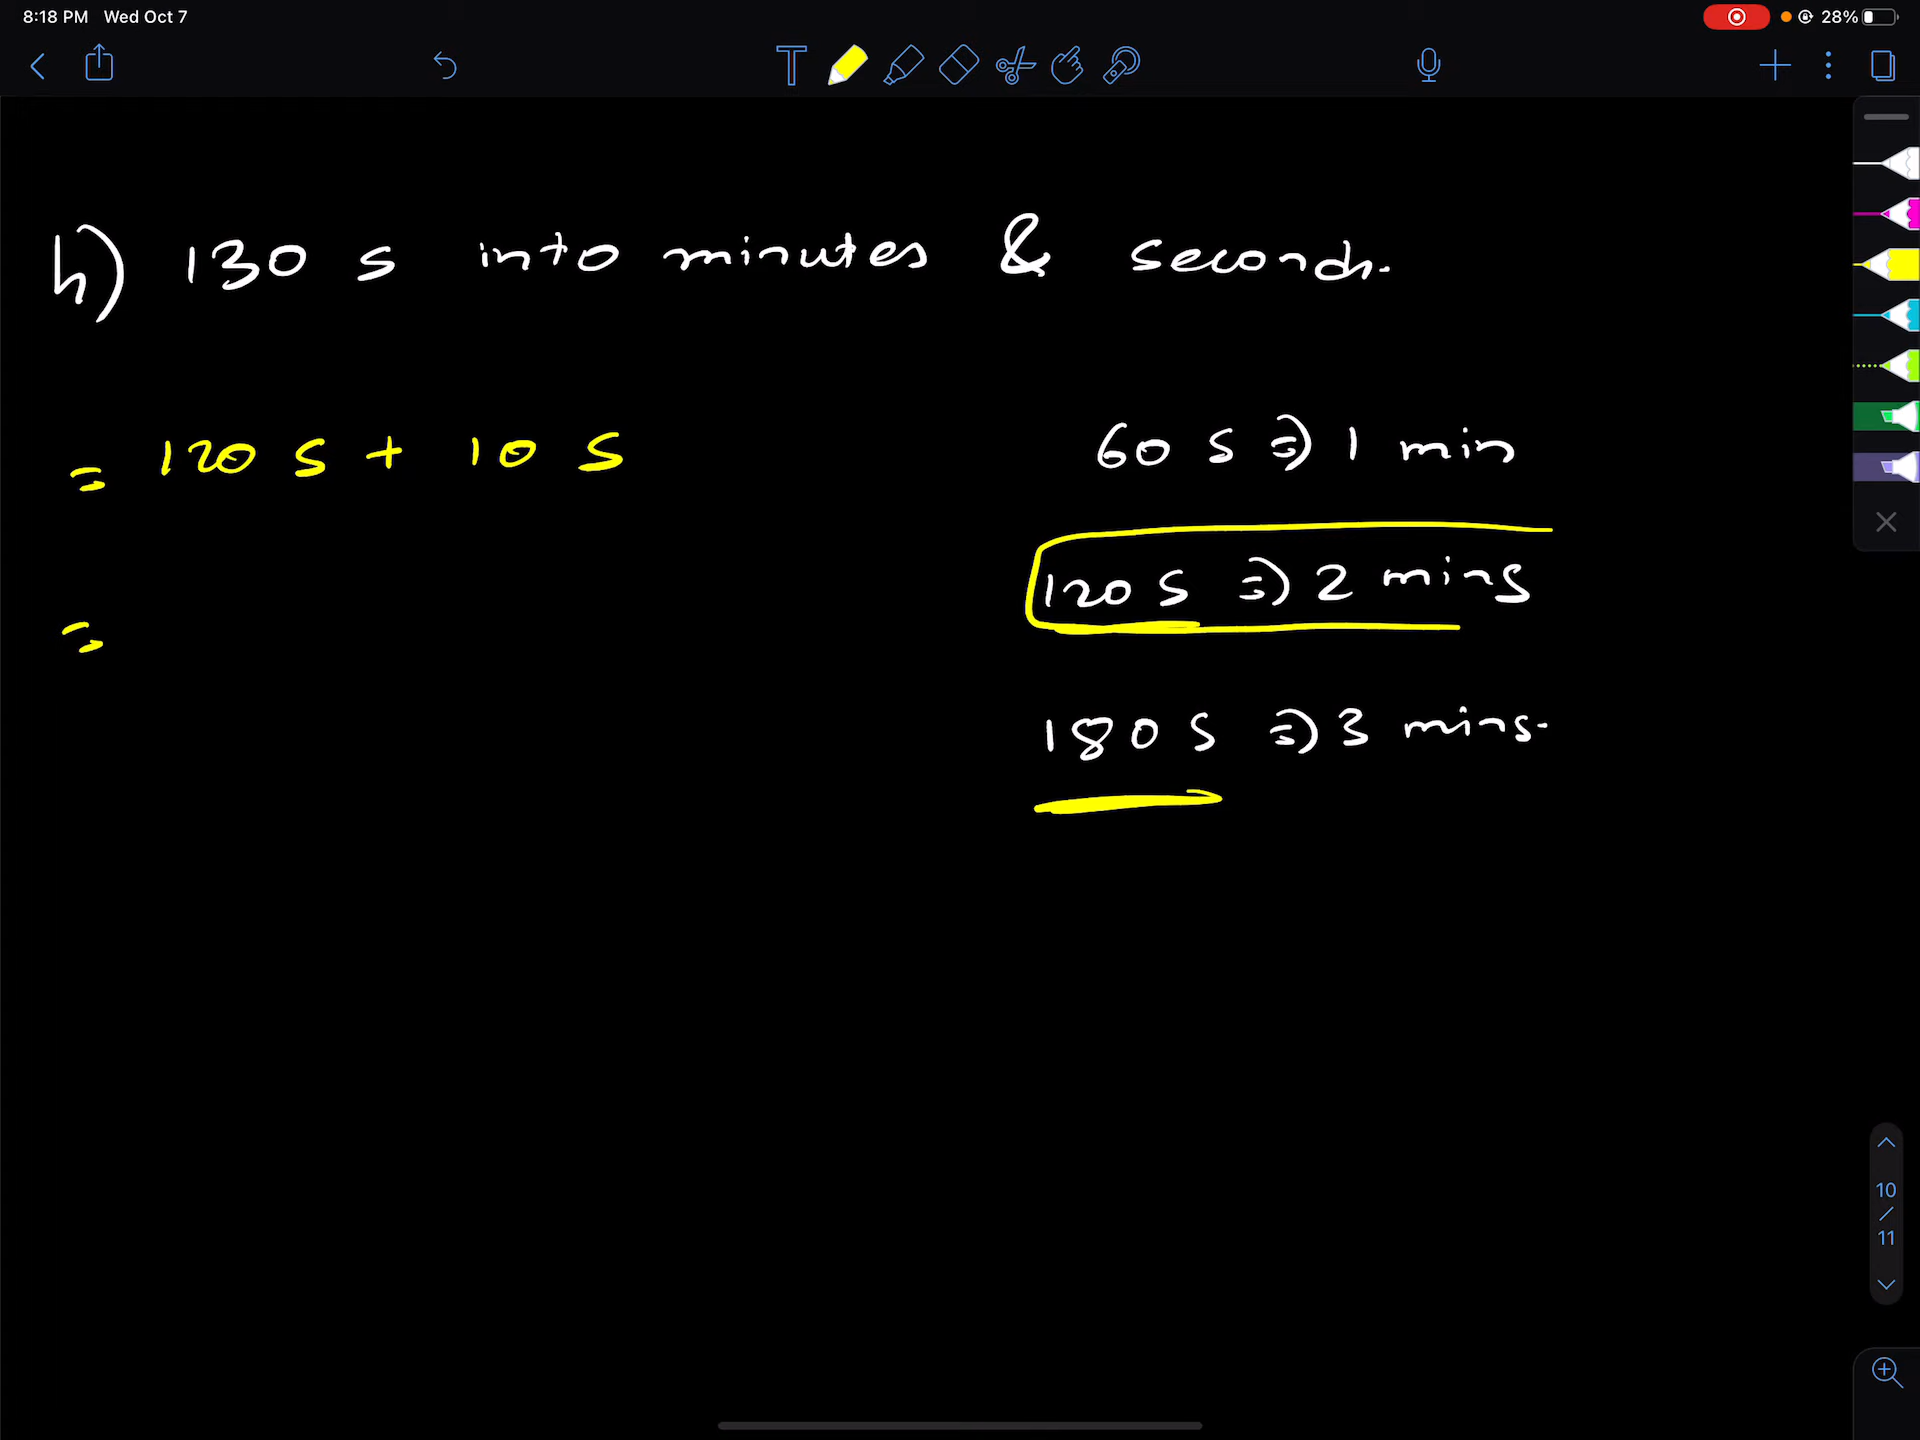 8:18 PM Wed Oct 7
28%
h) 130 s into minutes & seconds.
= 120 s + 10 s
60 s ⇒ 1 min
120 s ⇒ 2 mins
=
180 s ⇒ 3 mins.
10
/
11